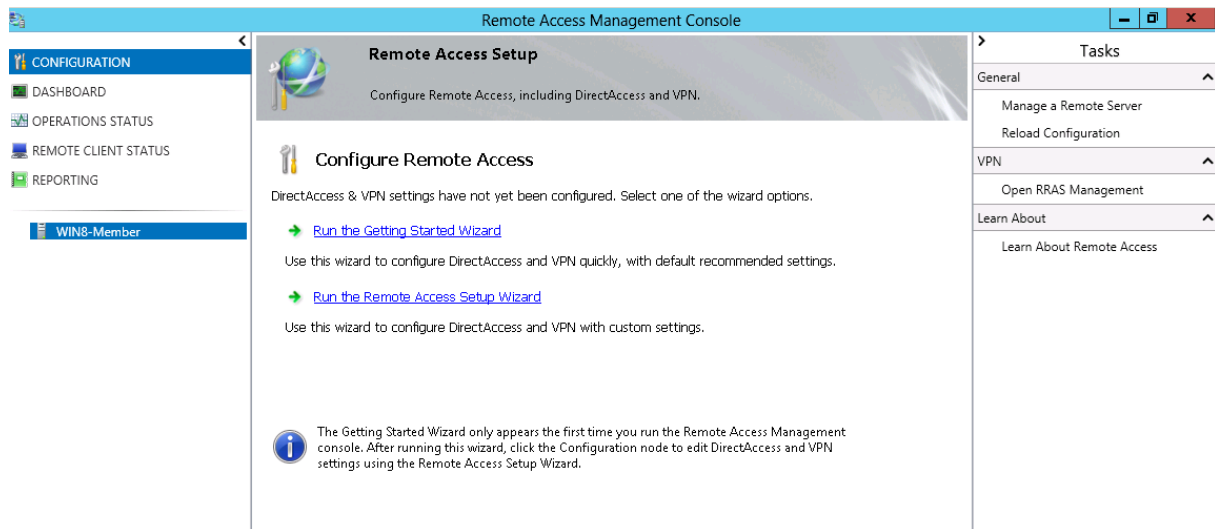 Remote Access Management Console
CONFIGURATION
DASHBOARD
OPERATIONS STATUS
REMOTE CLIENT STATUS
REPORTING
WIN8-Member
Remote Access Setup
Configure Remote Access, including DirectAccess and VPN.
Configure Remote Access
DirectAccess & VPN settings have not yet been configured. Select one of the wizard options.
Run the Getting Started Wizard
Use this wizard to configure DirectAccess and VPN quickly, with default recommended settings.
Run the Remote Access Setup Wizard
Use this wizard to configure DirectAccess and VPN with custom settings.
The Getting Started Wizard only appears the first time you run the Remote Access Management
console. After running this wizard, click the Configuration node to edit DirectAccess and VPN
settings using the Remote Access Setup Wizard.
Tasks
General
Manage a Remote Server
Reload Configuration
VPN
Open RRAS Management
Learn About
Learn About Remote Access